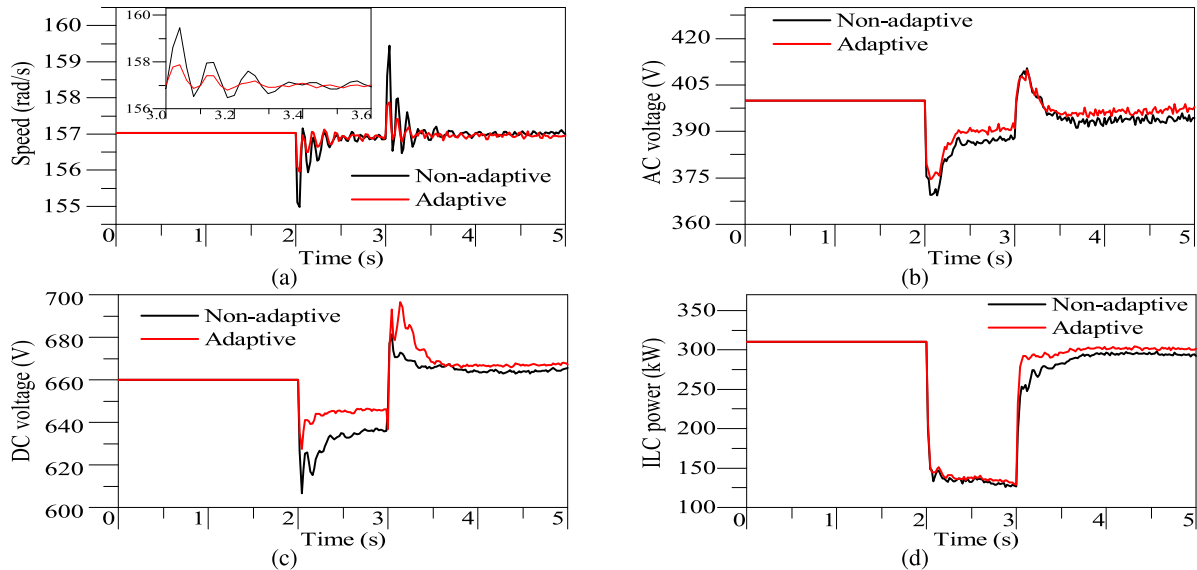 160
159
158
157
156
155
Speed (rad/s)
160
158
156
3.0 3.2 3.4 3.6
Non-adaptive
Adaptive
0 1 2 3 4 5
Time (s)
(a)
420
405
390
375
360
AC voltage (V)
Non-adaptive
Adaptive
0 1 2 3 4 5
Time (s)
(b)
700
680
660
640
620
600
DC voltage (V)
Non-adaptive
Adaptive
0 1 2 3 4 5
Time (s)
(c)
350
300
250
200
150
100
ILC power (kW)
Non-adaptive
Adaptive
0 1 2 3 4 5
Time (s)
(d)